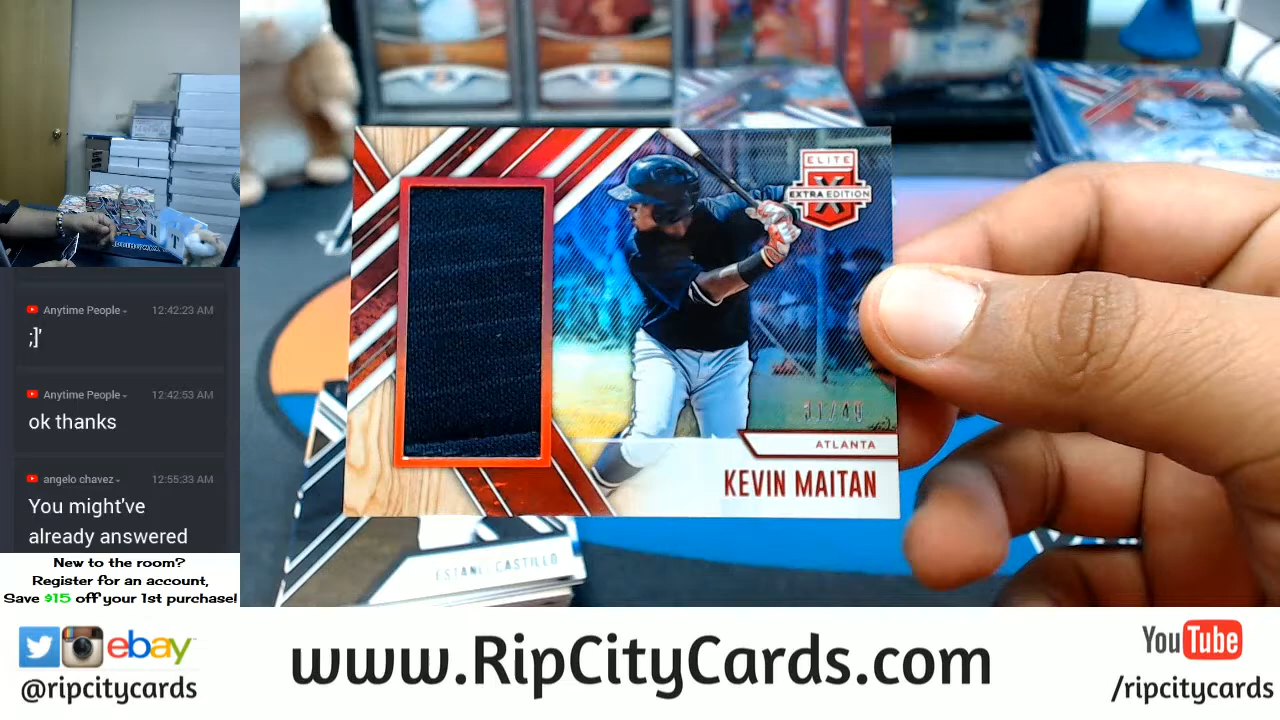 Anytime People
12:42:23 AM
;]'
Anytime People
12:42:53 AM
ok thanks
angelo chavez
12:55:33 AM
You might've
already answered
New to the room?
Register for an account,
Save $15 off your 1st purchase!
ELITE
EXTRA EDITION
X
/49
ATLANTA
KEVIN MAITAN
CASTILLO
ebay
@ripcitycards
www.RipCityCards.com
YouTube
/ripcitycards